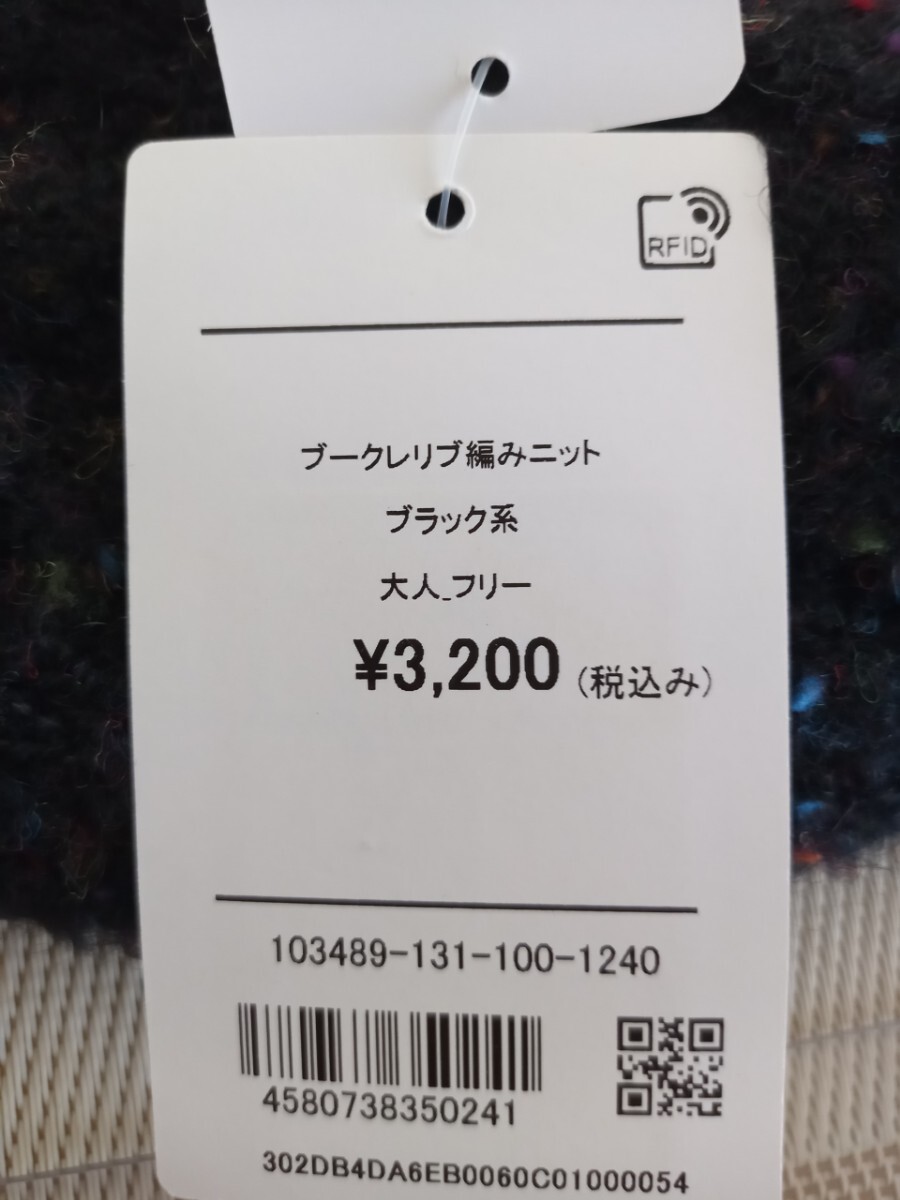 RFID
ブークレリブ編みニット
ブラック系
大人_フリー
¥3,200 (税込み)
103489-131-100-1240
4580738350241
302DB4DA6EB0060C01000054